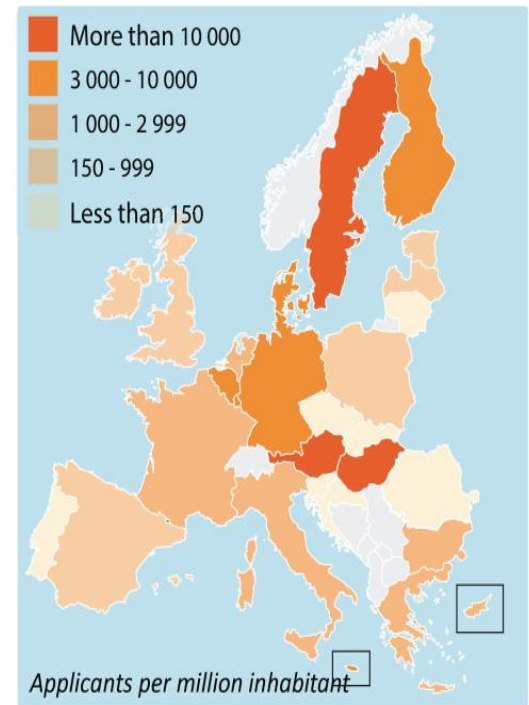 More than 10 000
3 000 - 10 000
1 000 - 2 999
150 - 999
Less than 150
Applicants per million inhabitant